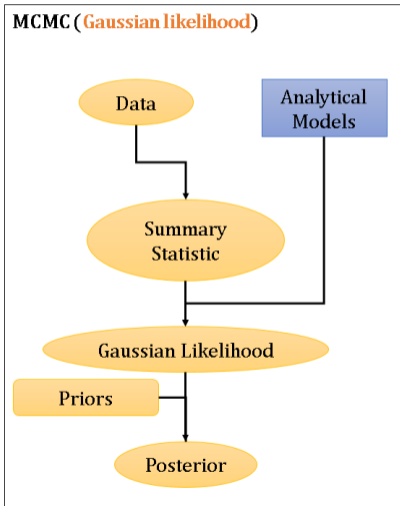 MCMC (Gaussian likelihood)
Data
Analytical
Models
Summary
Statistic
Gaussian Likelihood
Priors
Posterior